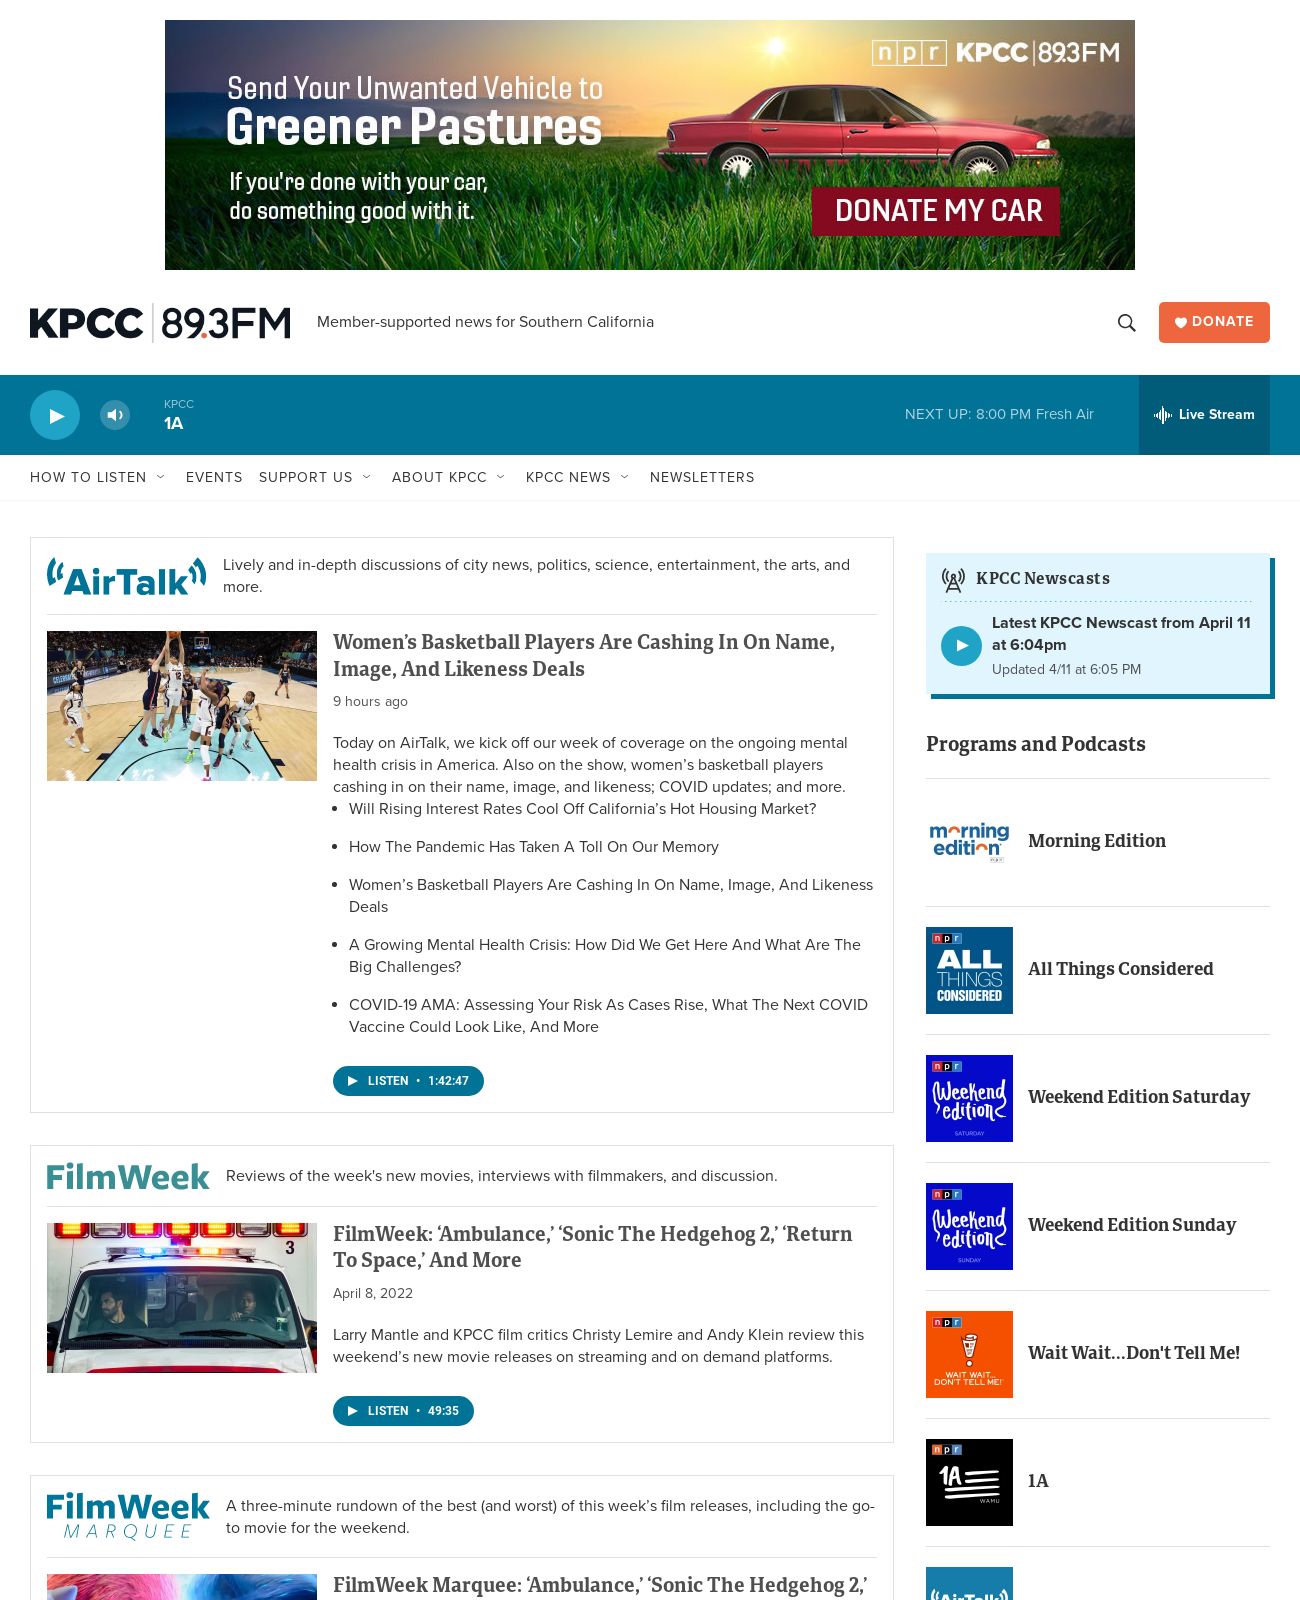 npr KPCC 89.3FM
Send Your Unwanted Vehicle to
Greener Pastures
If you're done with your car,
do something good with it.
DONATE MY CAR
KPCC 89.3FM
Member-supported news for Southern California
DONATE
KPCC
1A
NEXT UP: 8:00 PM Fresh Air
Live Stream
HOW TO LISTEN EVENTS SUPPORT US ABOUT KPCC KPCC NEWS NEWSLETTERS
AirTalk
Lively and in-depth discussions of city news, politics, science, entertainment, the arts, and
more.
Women’s Basketball Players Are Cashing In On Name,
Image, And Likeness Deals
9 hours ago
Today on AirTalk, we kick off our week of coverage on the ongoing mental
health crisis in America. Also on the show, women’s basketball players
cashing in on their name, image, and likeness; COVID updates; and more.
Will Rising Interest Rates Cool Off California’s Hot Housing Market?
How The Pandemic Has Taken A Toll On Our Memory
Women’s Basketball Players Are Cashing In On Name, Image, And Likeness
Deals
A Growing Mental Health Crisis: How Did We Get Here And What Are The
Big Challenges?
COVID-19 AMA: Assessing Your Risk As Cases Rise, What The Next COVID
Vaccine Could Look Like, And More
LISTEN • 1:42:47
FilmWeek
Reviews of the week's new movies, interviews with filmmakers, and discussion.
3
FilmWeek: ‘Ambulance,’ ‘Sonic The Hedgehog 2,’ ‘Return
To Space,’ And More
April 8, 2022
Larry Mantle and KPCC film critics Christy Lemire and Andy Klein review this
weekend’s new movie releases on streaming and on demand platforms.
LISTEN • 49:35
FilmWeek
MARQUEE
A three-minute rundown of the best (and worst) of this week’s film releases, including the go-
to movie for the weekend.
FilmWeek Marquee: ‘Ambulance,’ ‘Sonic The Hedgehog 2,’
KPCC Newscasts
Latest KPCC Newscast from April 11
at 6:04pm
Updated 4/11 at 6:05 PM
Programs and Podcasts
morning
edition
npr
Morning Edition
npr
ALL
THINGS
CONSIDERED
All Things Considered
npr
Weekend
edition
SATURDAY
Weekend Edition Saturday
npr
Weekend
edition
SUNDAY
Weekend Edition Sunday
npr
WAIT WAIT...
DON'T TELL ME!
Wait Wait...Don't Tell Me!
npr
1A
WAMU
1A
AirTalk